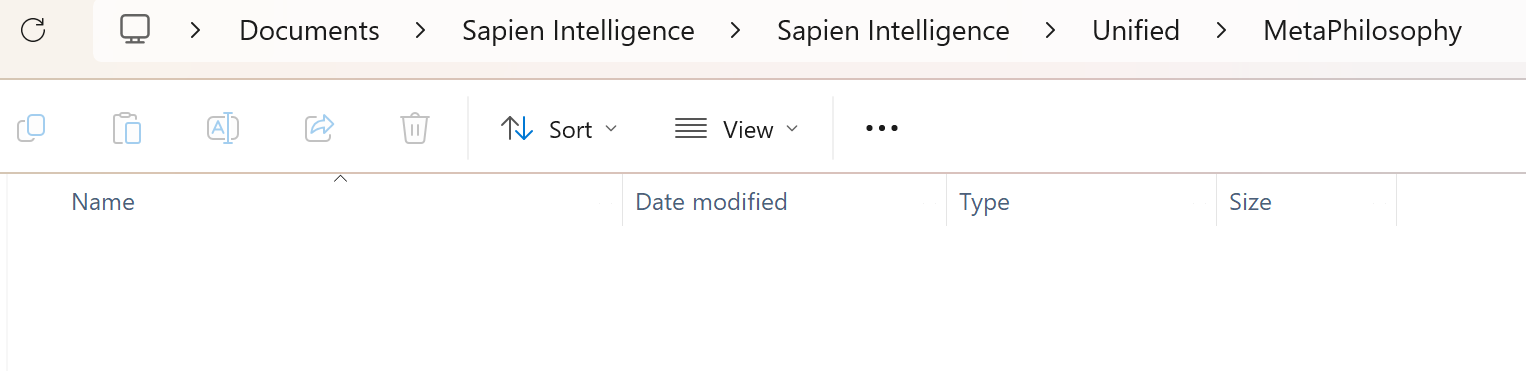 Documents > Sapien Intelligence > Sapien Intelligence > Unified > MetaPhilosophy
Sort View
Name Date modified Type Size